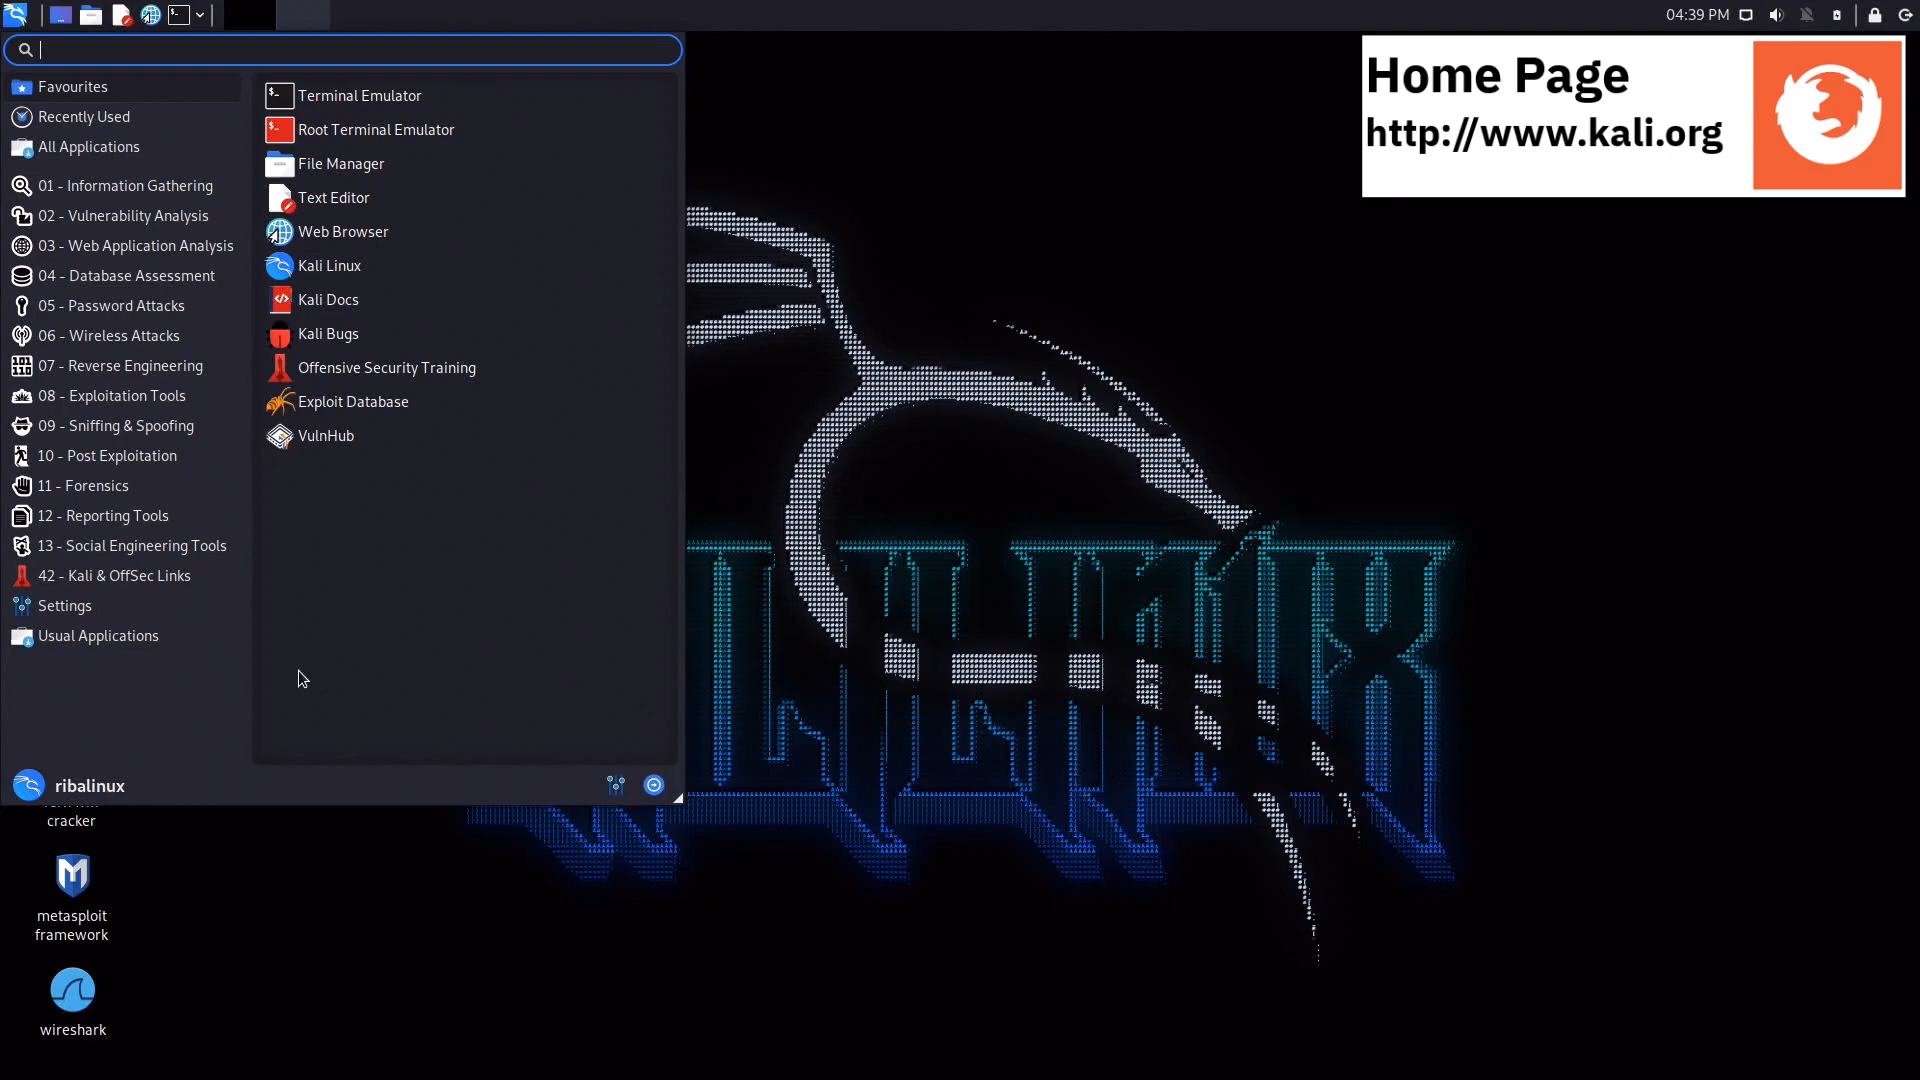 04:39 PM
Home Page
http://www.kali.org
Favourites
Recently Used
All Applications
01 - Information Gathering
02 - Vulnerability Analysis
03 - Web Application Analysis
04 - Database Assessment
05 - Password Attacks
06 - Wireless Attacks
07 - Reverse Engineering
08 - Exploitation Tools
09 - Sniffing & Spoofing
10 - Post Exploitation
11 - Forensics
12 - Reporting Tools
13 - Social Engineering Tools
42 - Kali & OffSec Links
Settings
Usual Applications
Terminal Emulator
Root Terminal Emulator
File Manager
Text Editor
Web Browser
Kali Linux
Kali Docs
Kali Bugs
Offensive Security Training
Exploit Database
VulnHub
ribalinux
cracker
metasploit
framework
wireshark